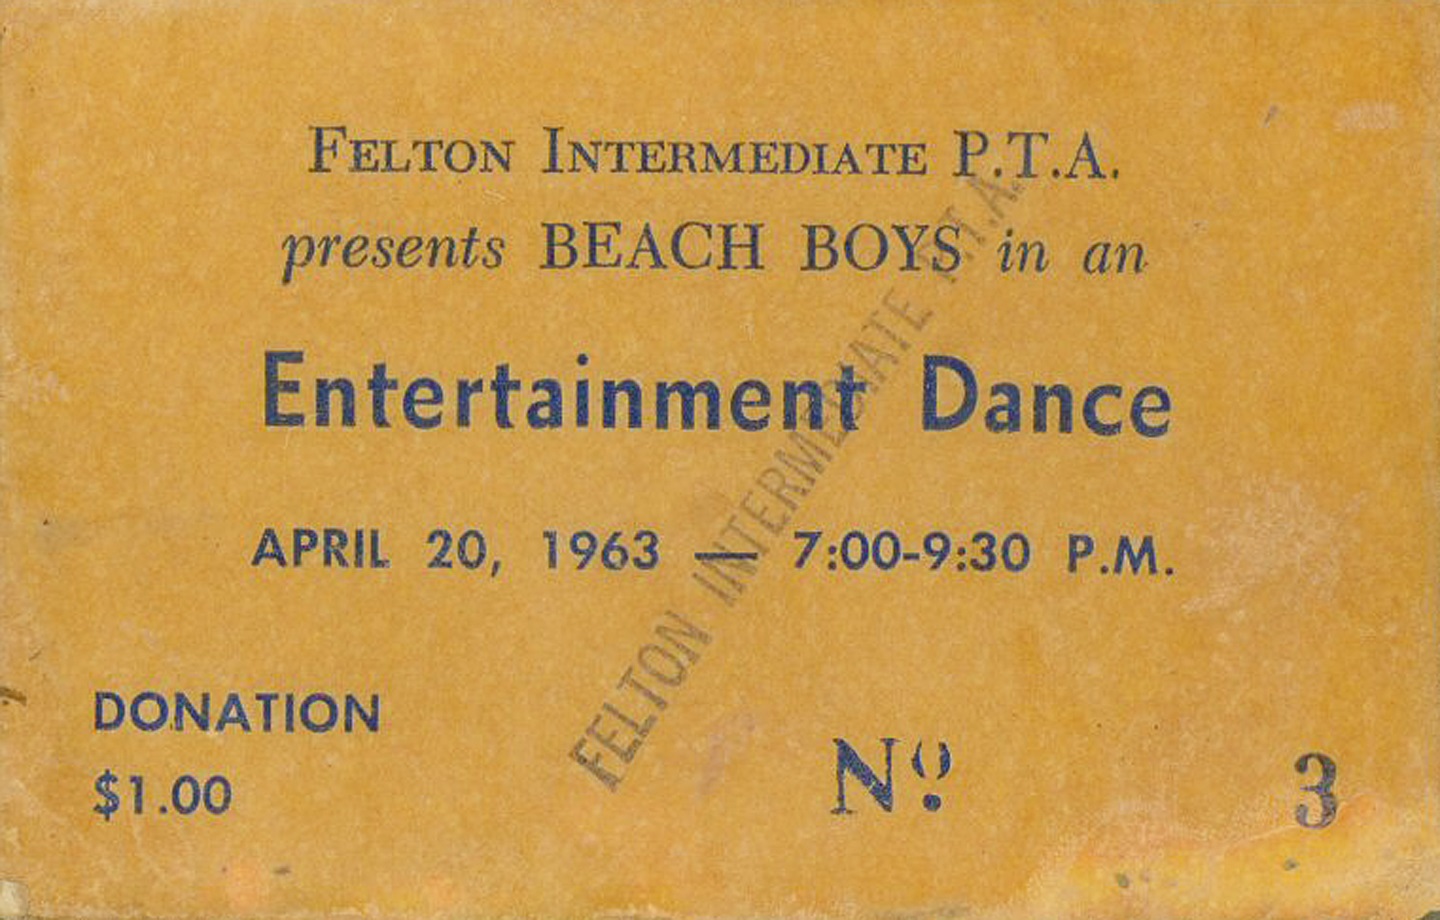 FELTON INTERMEDIATE P.T.A.
presents BEACH BOYS in an
Entertainment Dance
APRIL 20, 1963 — 7:00-9:30 P.M.
DONATION
$1.00
Nº 3
FELTON INTERMEDIATE P.T.A.